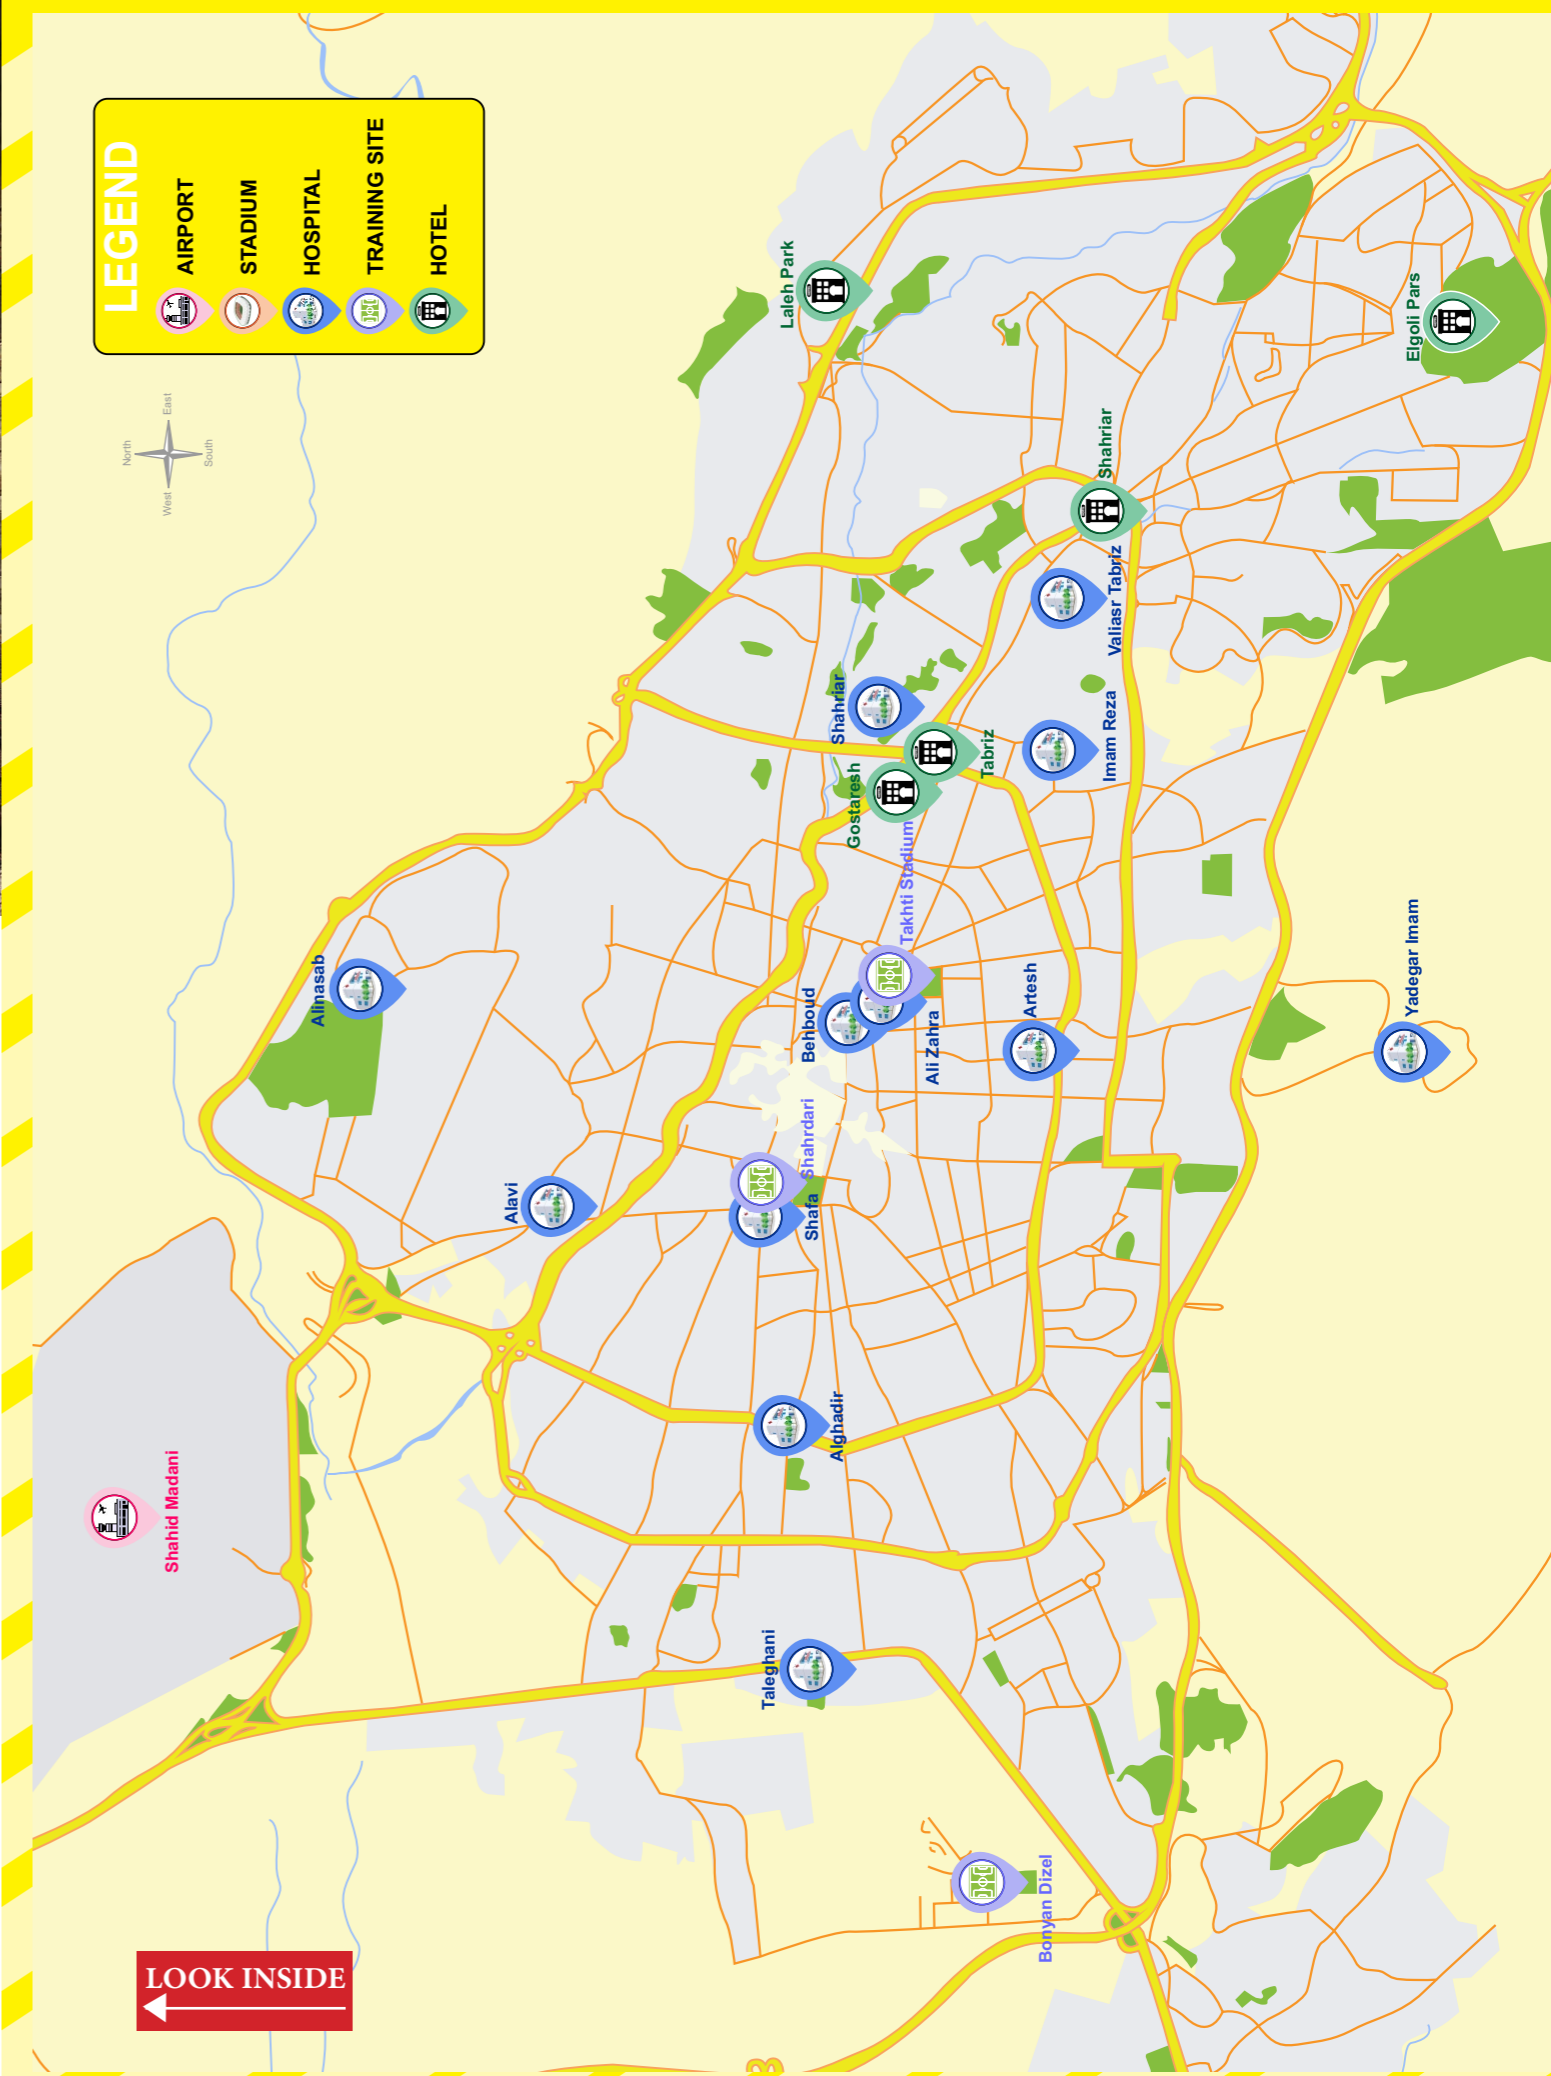 LEGEND
AIRPORT
STADIUM
HOSPITAL
TRAINING SITE
HOTEL
North
East
South
West
Laleh Park
Elgoli Pars
Shahriar
Valiasr Tabriz
Shahriar
Imam Reza
Tabriz
Gostaresh
Takhti Stadium
Alinasab
Behboud
Ali Zahra
Artesh
Yadegar Imam
Alavi
Shahrdari
Shafa
Alghadir
Shahid Madani
Taleghani
Bonyan Dizel
LOOK INSIDE